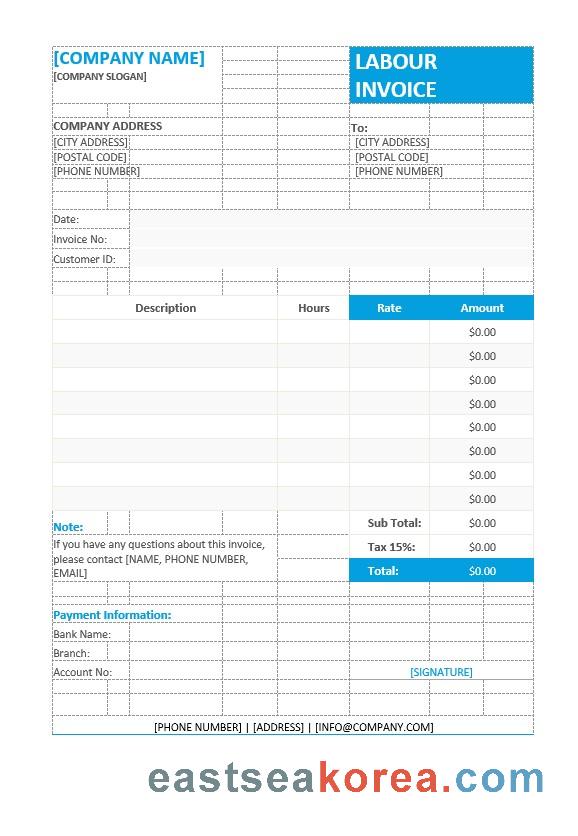 [COMPANY NAME]
[COMPANY SLOGAN]
LABOUR
INVOICE
COMPANY ADDRESS
[CITY ADDRESS]
[POSTAL CODE]
[PHONE NUMBER]
To:
[CITY ADDRESS]
[POSTAL CODE]
[PHONE NUMBER]
Date:
Invoice No:
Customer ID:
Description Hours Rate Amount
$0.00
$0.00
$0.00
$0.00
$0.00
$0.00
$0.00
$0.00
Sub Total: $0.00
Tax 15%: $0.00
Total: $0.00
Note:
If you have any questions about this invoice,
please contact [NAME, PHONE NUMBER,
EMAIL]
Payment Information:
Bank Name:
Branch:
Account No:
[SIGNATURE]
[PHONE NUMBER] | [ADDRESS] | [INFO@COMPANY.COM]
eastseakorea.com